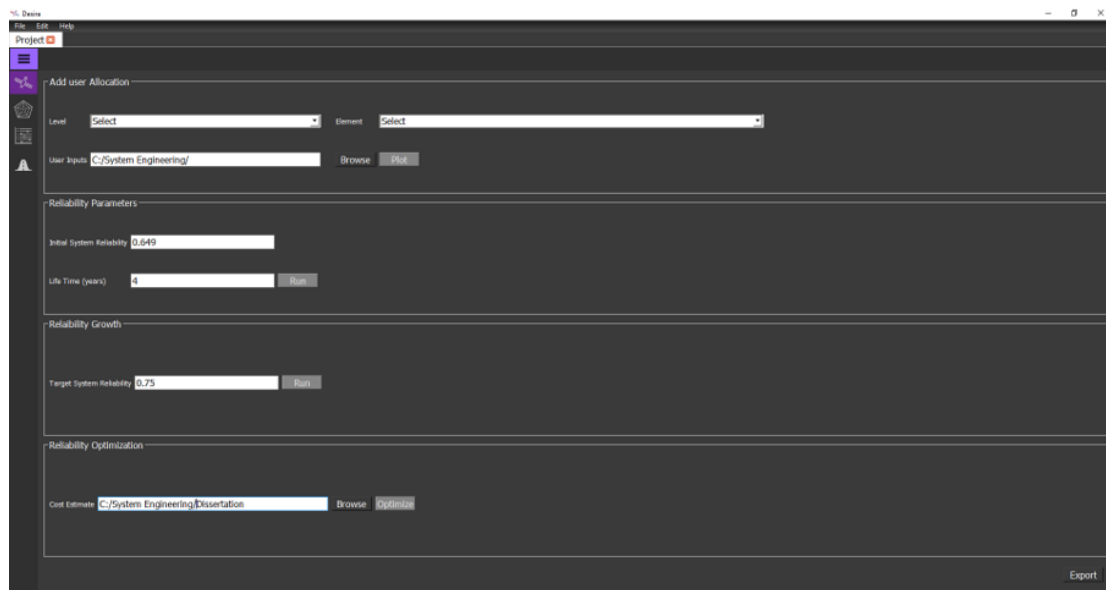 Desire
File Edit Help
Project
Add user Allocation
Level Select Element Select
User Inputs C:/System Engineering/ Browse Plot
Reliability Parameters
Initial System Reliability 0.649
Life Time (years) 4 Run
Relaibility Growth
Target System Reliability 0.75 Run
Reliability Optimization
Cost Estimate C:/System Engineering/Dissertation Browse Optimize
Export